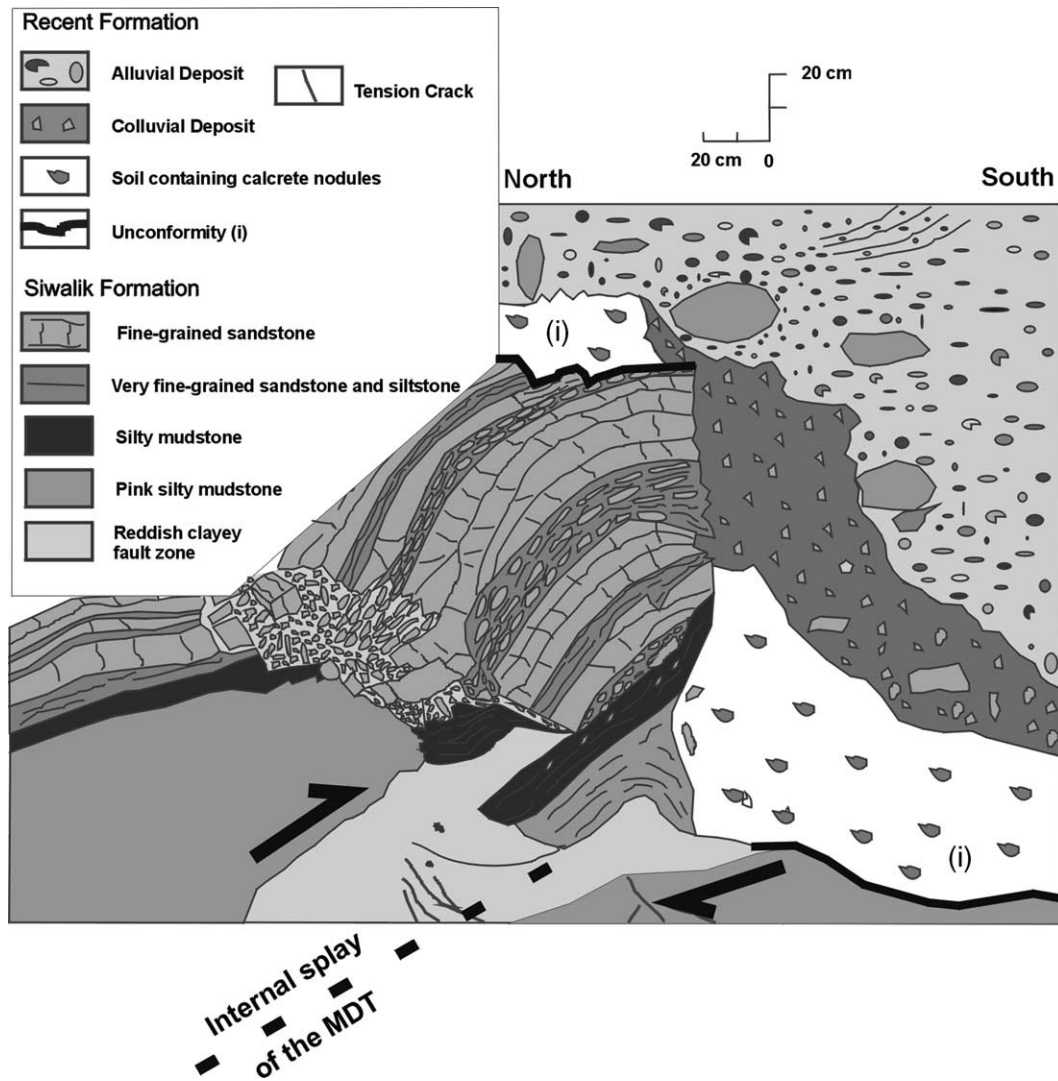 Recent Formation
Alluvial Deposit
Tension Crack
Colluvial Deposit
Soil containing calcrete nodules
Unconformity (i)
Siwalik Formation
Fine-grained sandstone
Very fine-grained sandstone and siltstone
Silty mudstone
Pink silty mudstone
Reddish clayey
fault zone
20 cm
20 cm
0
North
South
(i)
(i)
Internal splay
of the MDT